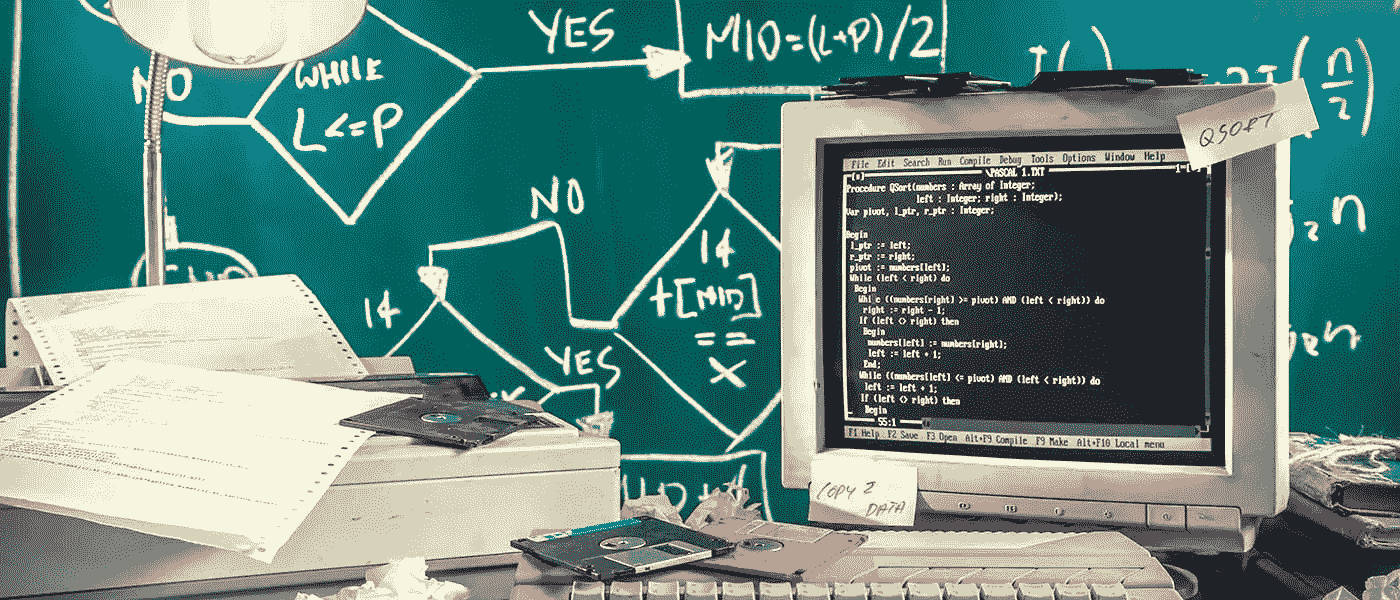 YES
MID=(L+P)/2
NO
WHILE
L<=P
T( )
2T(n/2)
NO
14
+[MID]
==
X
14
YES
QSORT
File Edit Search Run Compile Debug Tools Options Window Help
\PASCAL 1.TXT
Procedure QSort(numbers : Array of Integer;
left : Integer; right : Integer);
Var pivot, l_ptr, r_ptr : Integer;
Begin
l_ptr := left;
r_ptr := right;
pivot := numbers[left];
While (left < right) do
Begin
While ((numbers[right] >= pivot) AND (left < right)) do
right := right - 1;
If (left <> right) then
Begin
numbers[left] := numbers[right];
left := left + 1;
End;
While ((numbers[left] <= pivot) AND (left < right)) do
left := left + 1;
If (left <> right) then
Begin
55:1
F1 Help F2 Save F3 Open Alt+F9 Compile F9 Make Alt+F10 Local menu
COPY 2
DATA